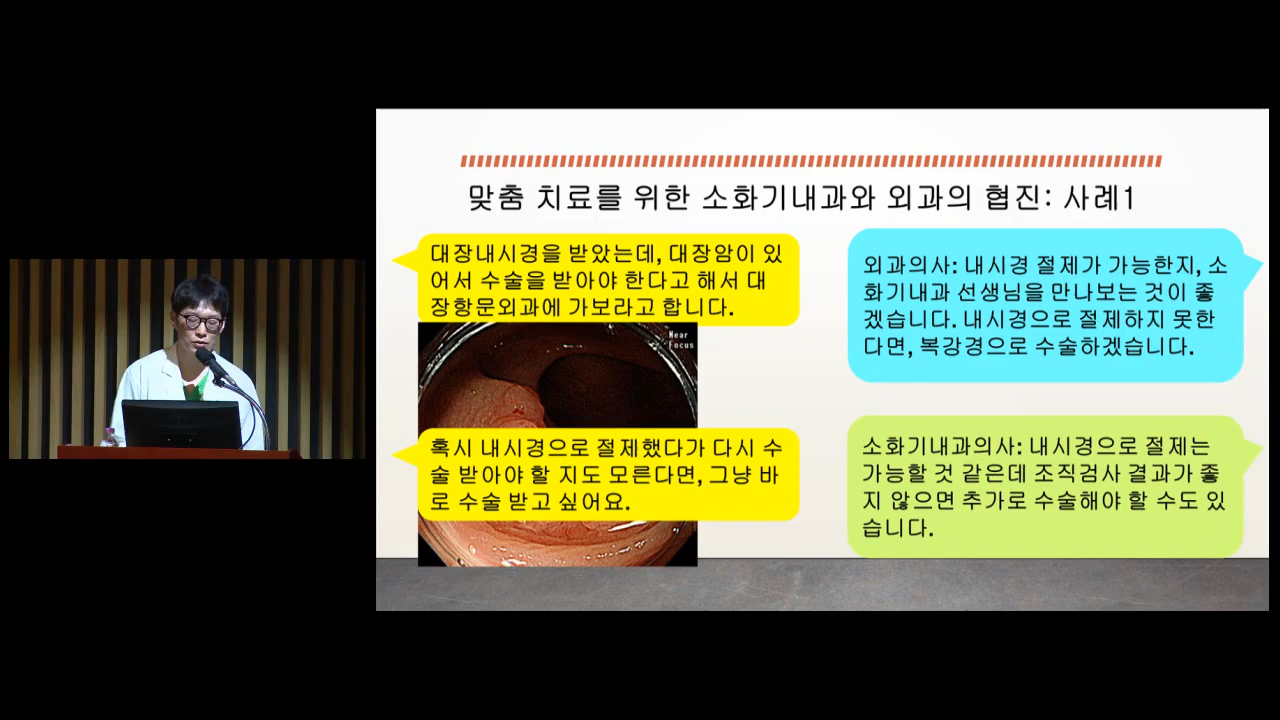 맞춤 치료를 위한 소화기내과와 외과의 협진: 사례1
대장내시경을 받았는데, 대장암이 있
어서 수술을 받아야 한다고 해서 대
장항문외과에 가보라고 합니다.
외과의사: 내시경 절제가 가능한지, 소
화기내과 선생님을 만나보는 것이 좋
겠습니다. 내시경으로 절제하지 못한
다면, 복강경으로 수술하겠습니다.
Near
Focus
혹시 내시경으로 절제했다가 다시 수
술 받아야 할 지도 모른다면, 그냥 바
로 수술 받고 싶어요.
소화기내과의사: 내시경으로 절제는
가능할 것 같은데 조직검사 결과가 좋
지 않으면 추가로 수술해야 할 수도 있
습니다.